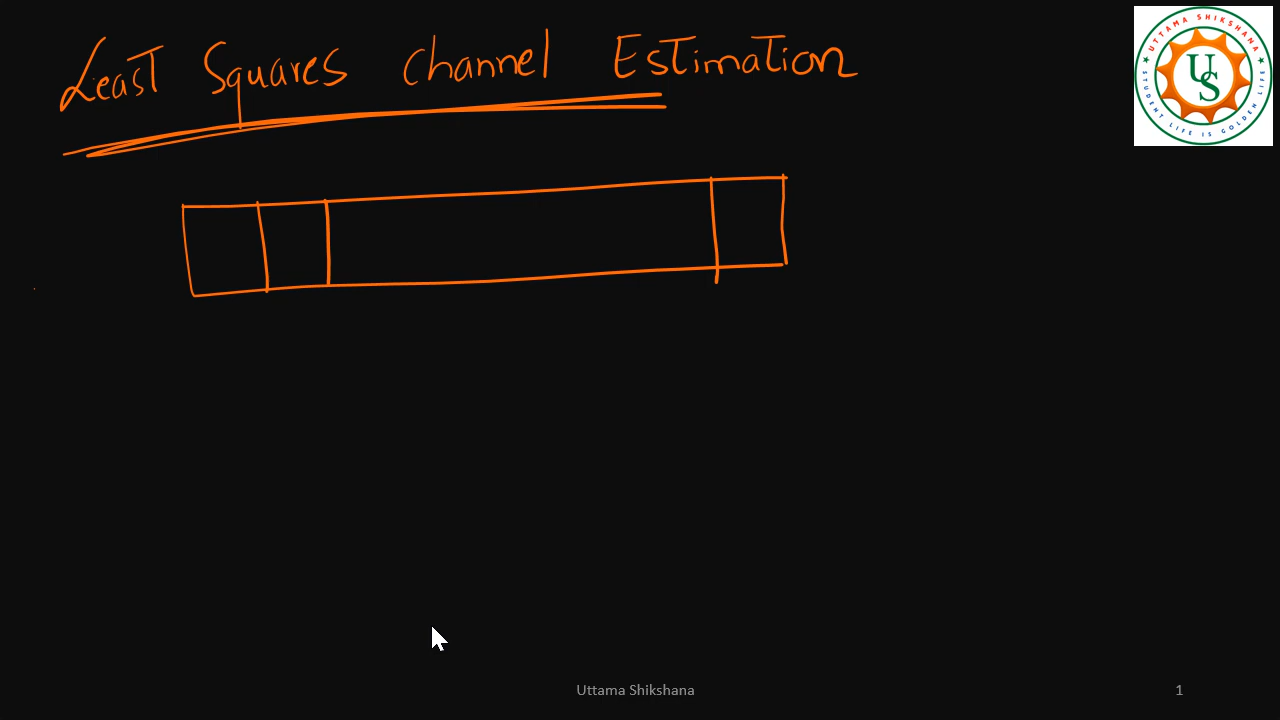 Least Squares Channel Estimation
UTTAMA SHIKSHANA
US
STUDENT LIFE IS GOLDEN LIFE
Uttama Shikshana
1